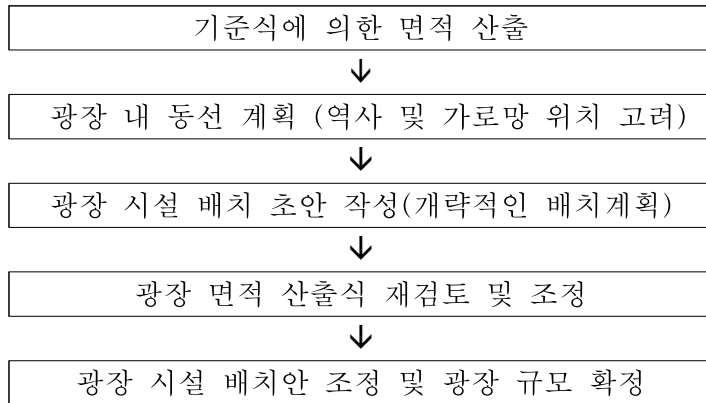 기준식에 의한 면적 산출
광장 내 동선 계획 (역사 및 가로망 위치 고려)
광장 시설 배치 초안 작성(개략적인 배치계획)
광장 면적 산출식 재검토 및 조정
광장 시설 배치안 조정 및 광장 규모 확정